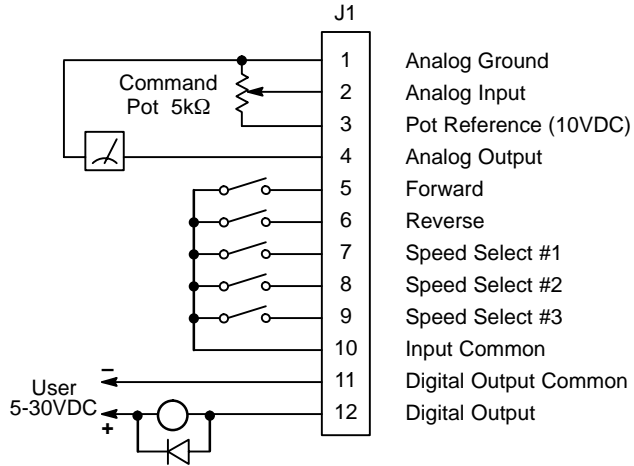 J1
1 Analog Ground
Command
Pot 5kΩ
2 Analog Input
3 Pot Reference (10VDC)
4 Analog Output
5 Forward
6 Reverse
7 Speed Select #1
8 Speed Select #2
9 Speed Select #3
10 Input Common
11 Digital Output Common
User
5-30VDC
12 Digital Output
−
+